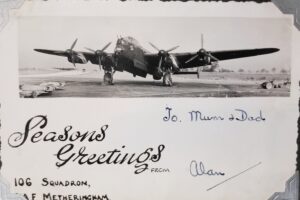 To. Mum & Dad
Seasons
Greetings
FROM
Alan
106 SQUADRON,
A F METHERINGHAM